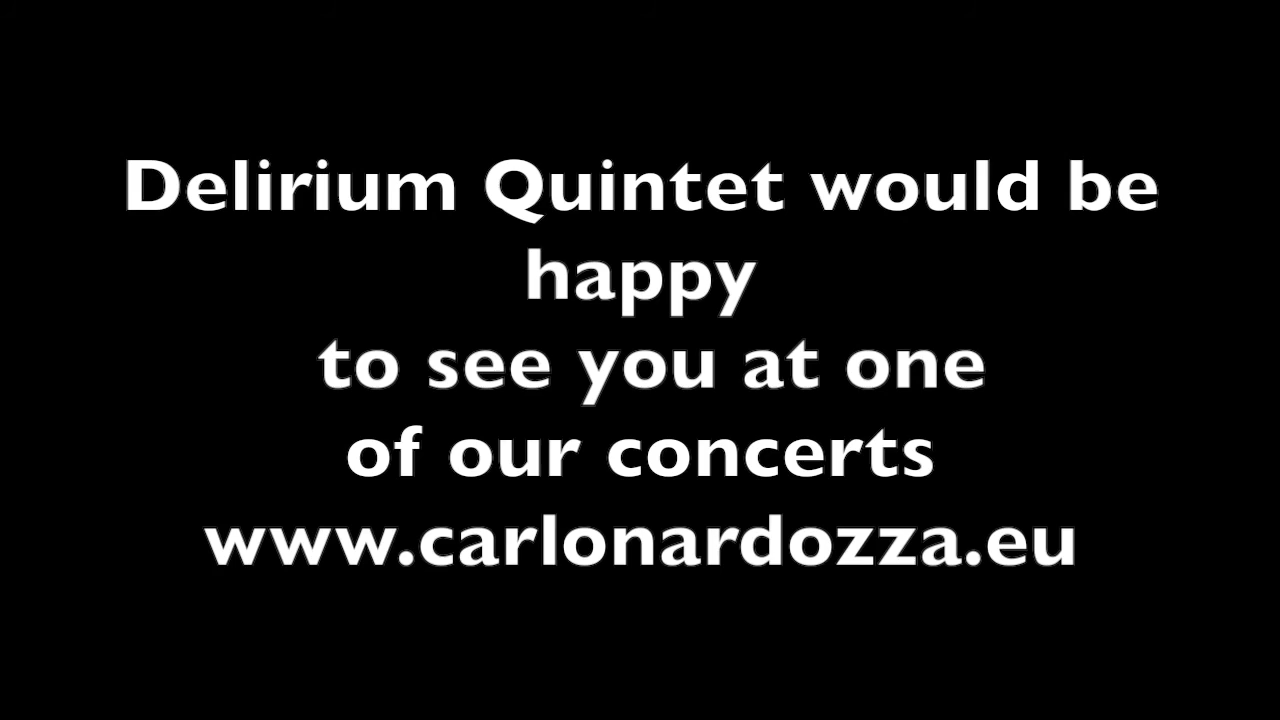 Delirium Quintet would be
happy
to see you at one
of our concerts
www.carlonardozza.eu